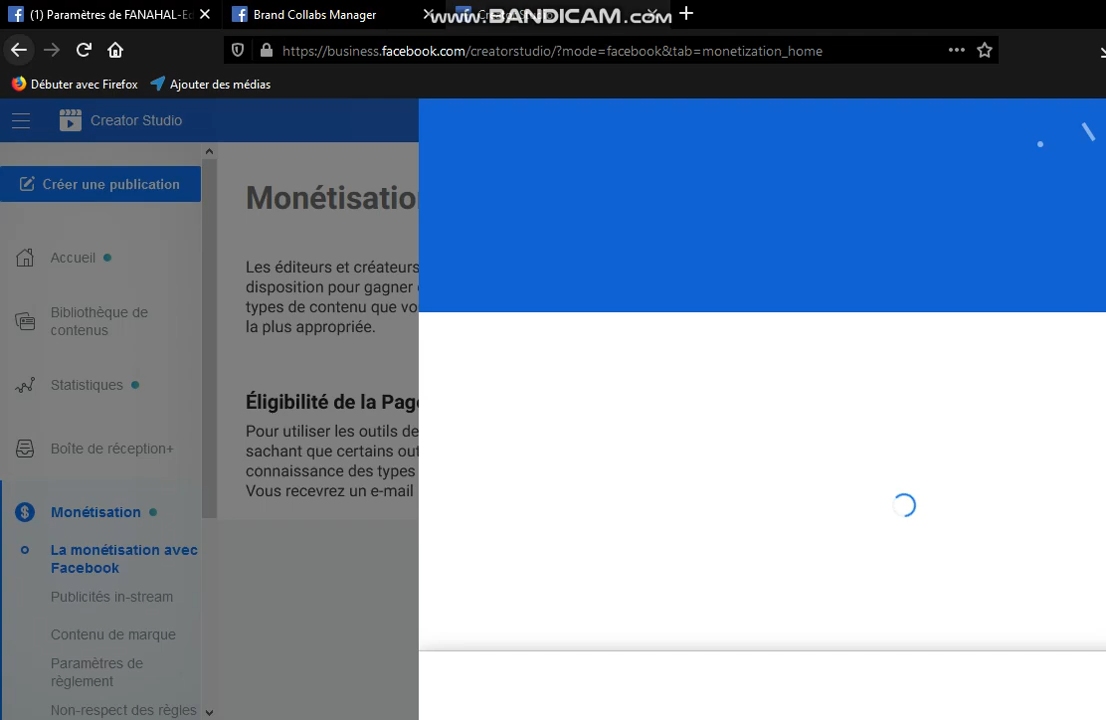 (1) Paramètres de FANAHAL-Ed
Brand Collabs Manager
www.BANDICAM.com
https://business.facebook.com/creatorstudio/?mode=facebook&tab=monetization_home
Débuter avec Firefox
Ajouter des médias
Creator Studio
Créer une publication
Accueil
Bibliothèque de
contenus
Statistiques
Boîte de réception+
Monétisation
La monétisation avec
Facebook
Publicités in-stream
Contenu de marque
Paramètres de
règlement
Non-respect des règles
Monétisatio
Les éditeurs et créateurs
disposition pour gagner
types de contenu que vo
la plus appropriée.
Éligibilité de la Page
Pour utiliser les outils de
sachant que certains out
connaissance des types
Vous recevrez un e-mail